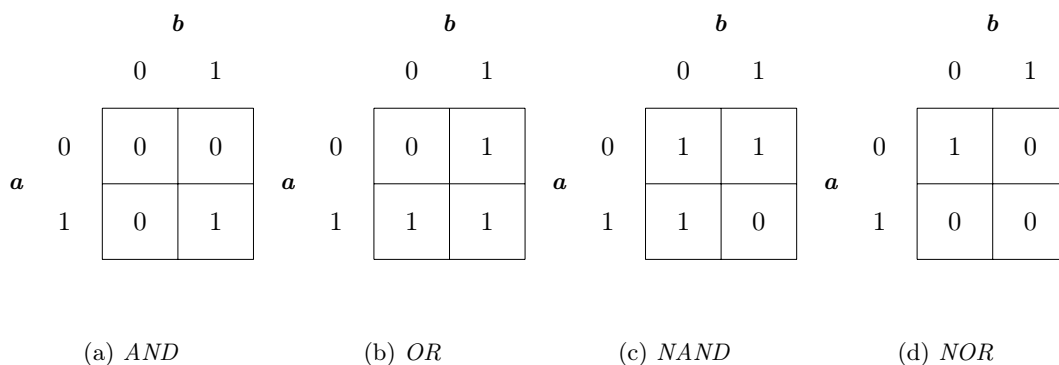 b b b b
0 1 0 1 0 1 0 1
0 0 0 0 0 1 0 1 1 0 1 0
a a a a
1 0 1 1 1 1 1 1 0 1 0 0
(a) AND (b) OR (c) NAND (d) NOR